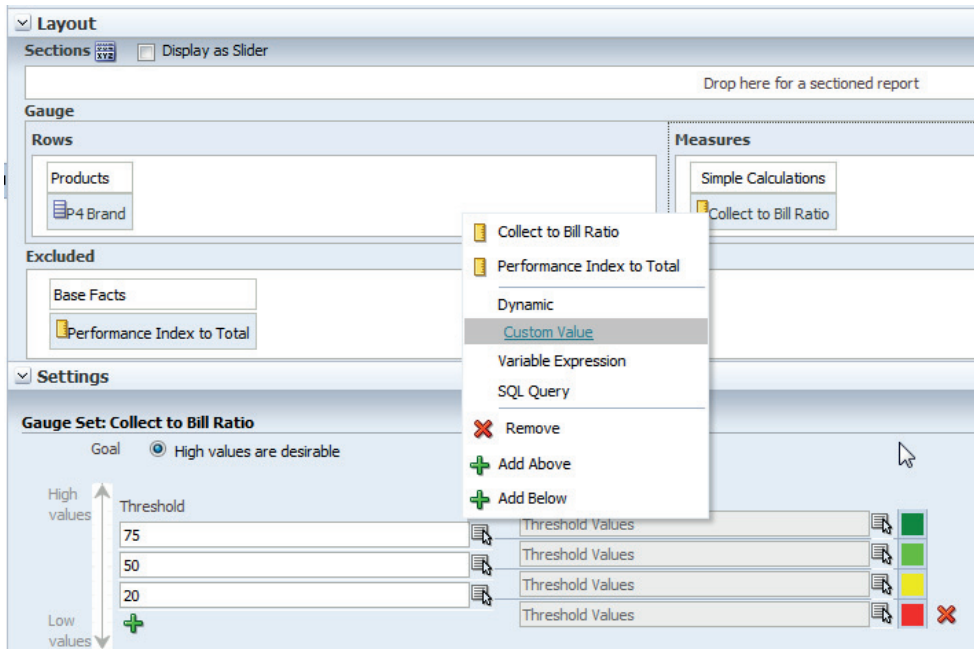 Layout
Sections Display as Slider
Drop here for a sectioned report
Gauge
Rows
Measures
Products
Simple Calculations
P4 Brand
Collect to Bill Ratio
Collect to Bill Ratio
Performance Index to Total
Dynamic
Custom Value
Variable Expression
SQL Query
Remove
Add Above
Add Below
Excluded
Base Facts
Performance Index to Total
Settings
Gauge Set: Collect to Bill Ratio
Goal High values are desirable
High values
Threshold
75
Threshold Values
50
Threshold Values
20
Threshold Values
Threshold Values
Low values